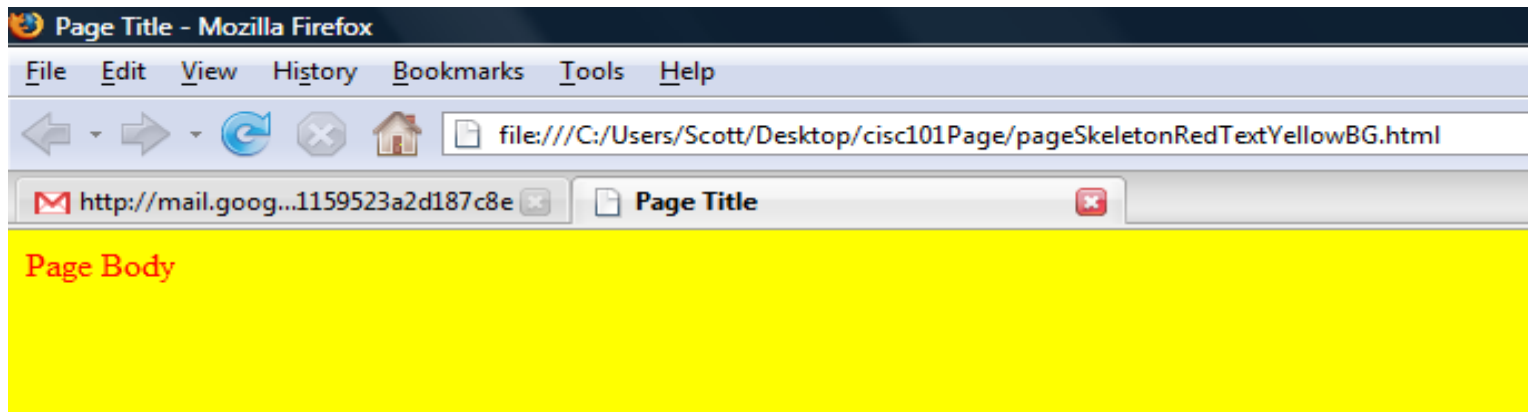 Page Title - Mozilla Firefox
File Edit View History Bookmarks Tools Help
file:///C:/Users/Scott/Desktop/cisc101Page/pageSkeletonRedTextYellowBG.html
http://mail.goog...1159523a2d187c8e Page Title
Page Body